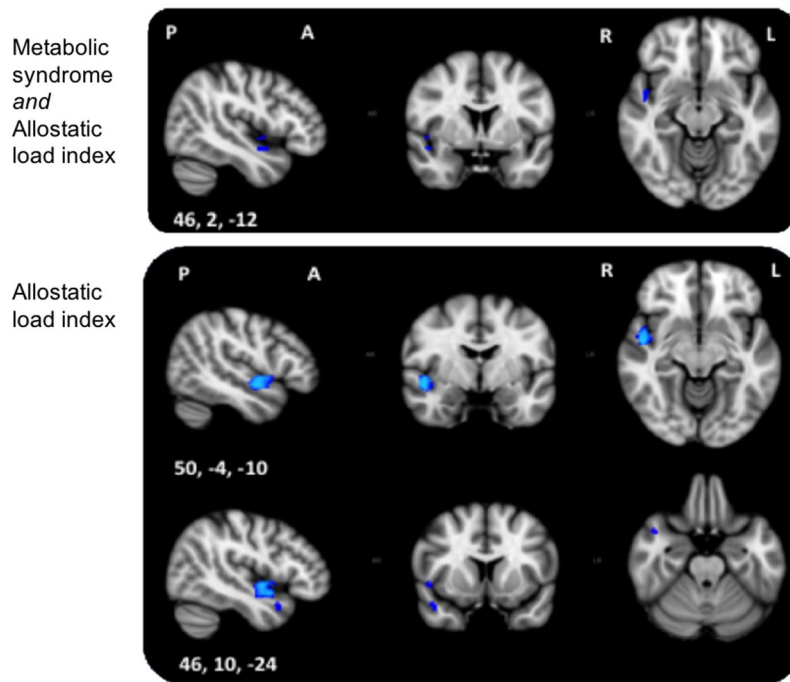 Metabolic
syndrome
and
Allostatic
load index
P A R L
46, 2, -12
Allostatic
load index
P A R L
50, -4, -10
46, 10, -24